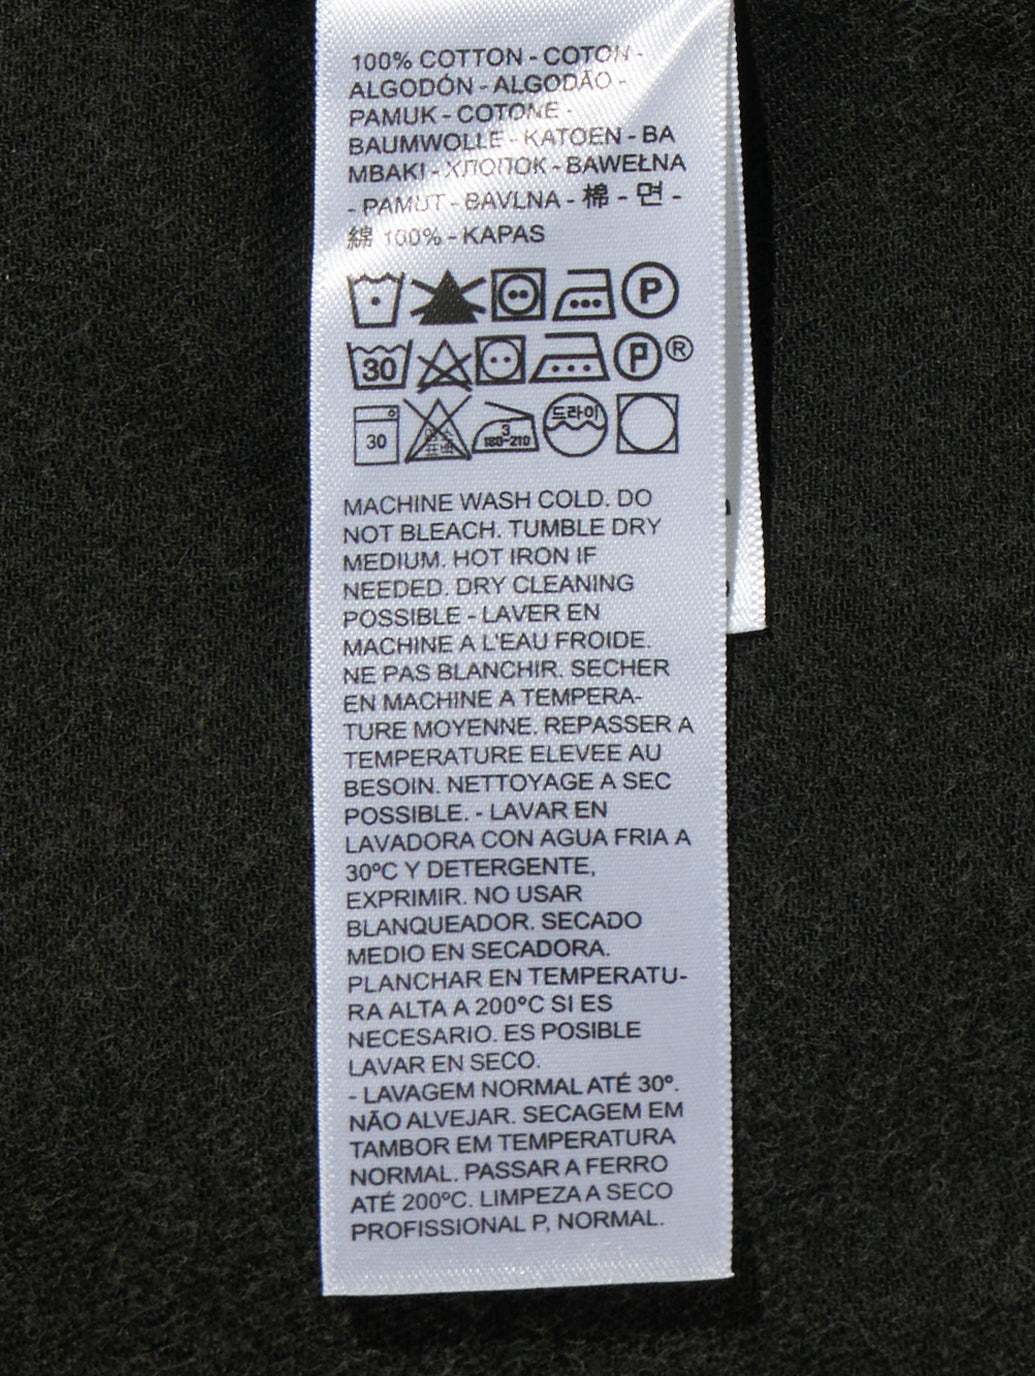 100% COTTON - COTON -
ALGODÓN - ALGODÃO -
PAMUK - COTONE -
BAUMWOLLE - KATOEN - BA
MBAKI - ХЛОПОК - BAWEŁNA
- PAMUT - BAVLNA - 棉 - 면 -
綿 100% - KAPAS
P
30 P ®
30 3 180-210 드라이
MACHINE WASH COLD. DO
NOT BLEACH. TUMBLE DRY
MEDIUM. HOT IRON IF
NEEDED. DRY CLEANING
POSSIBLE - LAVER EN
MACHINE A L'EAU FROIDE.
NE PAS BLANCHIR. SECHER
EN MACHINE A TEMPERA-
TURE MOYENNE. REPASSER A
TEMPERATURE ELEVEE AU
BESOIN. NETTOYAGE A SEC
POSSIBLE. - LAVAR EN
LAVADORA CON AGUA FRIA A
30ºC Y DETERGENTE,
EXPRIMIR. NO USAR
BLANQUEADOR. SECADO
MEDIO EN SECADORA.
PLANCHAR EN TEMPERATU-
RA ALTA A 200ºC SI ES
NECESARIO. ES POSIBLE
LAVAR EN SECO.
- LAVAGEM NORMAL ATÉ 30º.
NÃO ALVEJAR. SECAGEM EM
TAMBOR EM TEMPERATURA
NORMAL. PASSAR A FERRO
ATÉ 200ºC. LIMPEZA A SECO
PROFISSIONAL P, NORMAL.